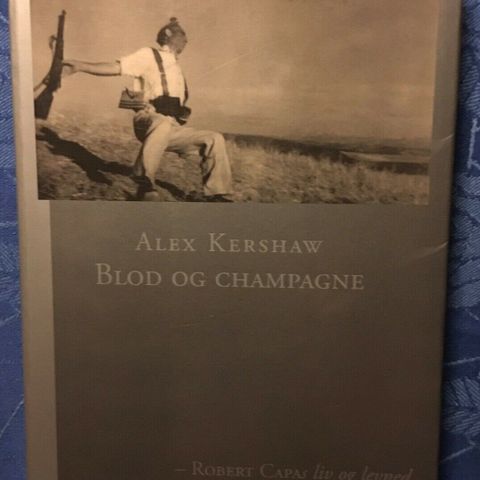 ALEX KERSHAW
BLOD OG CHAMPAGNE
– ROBERT CAPAS liv og levned